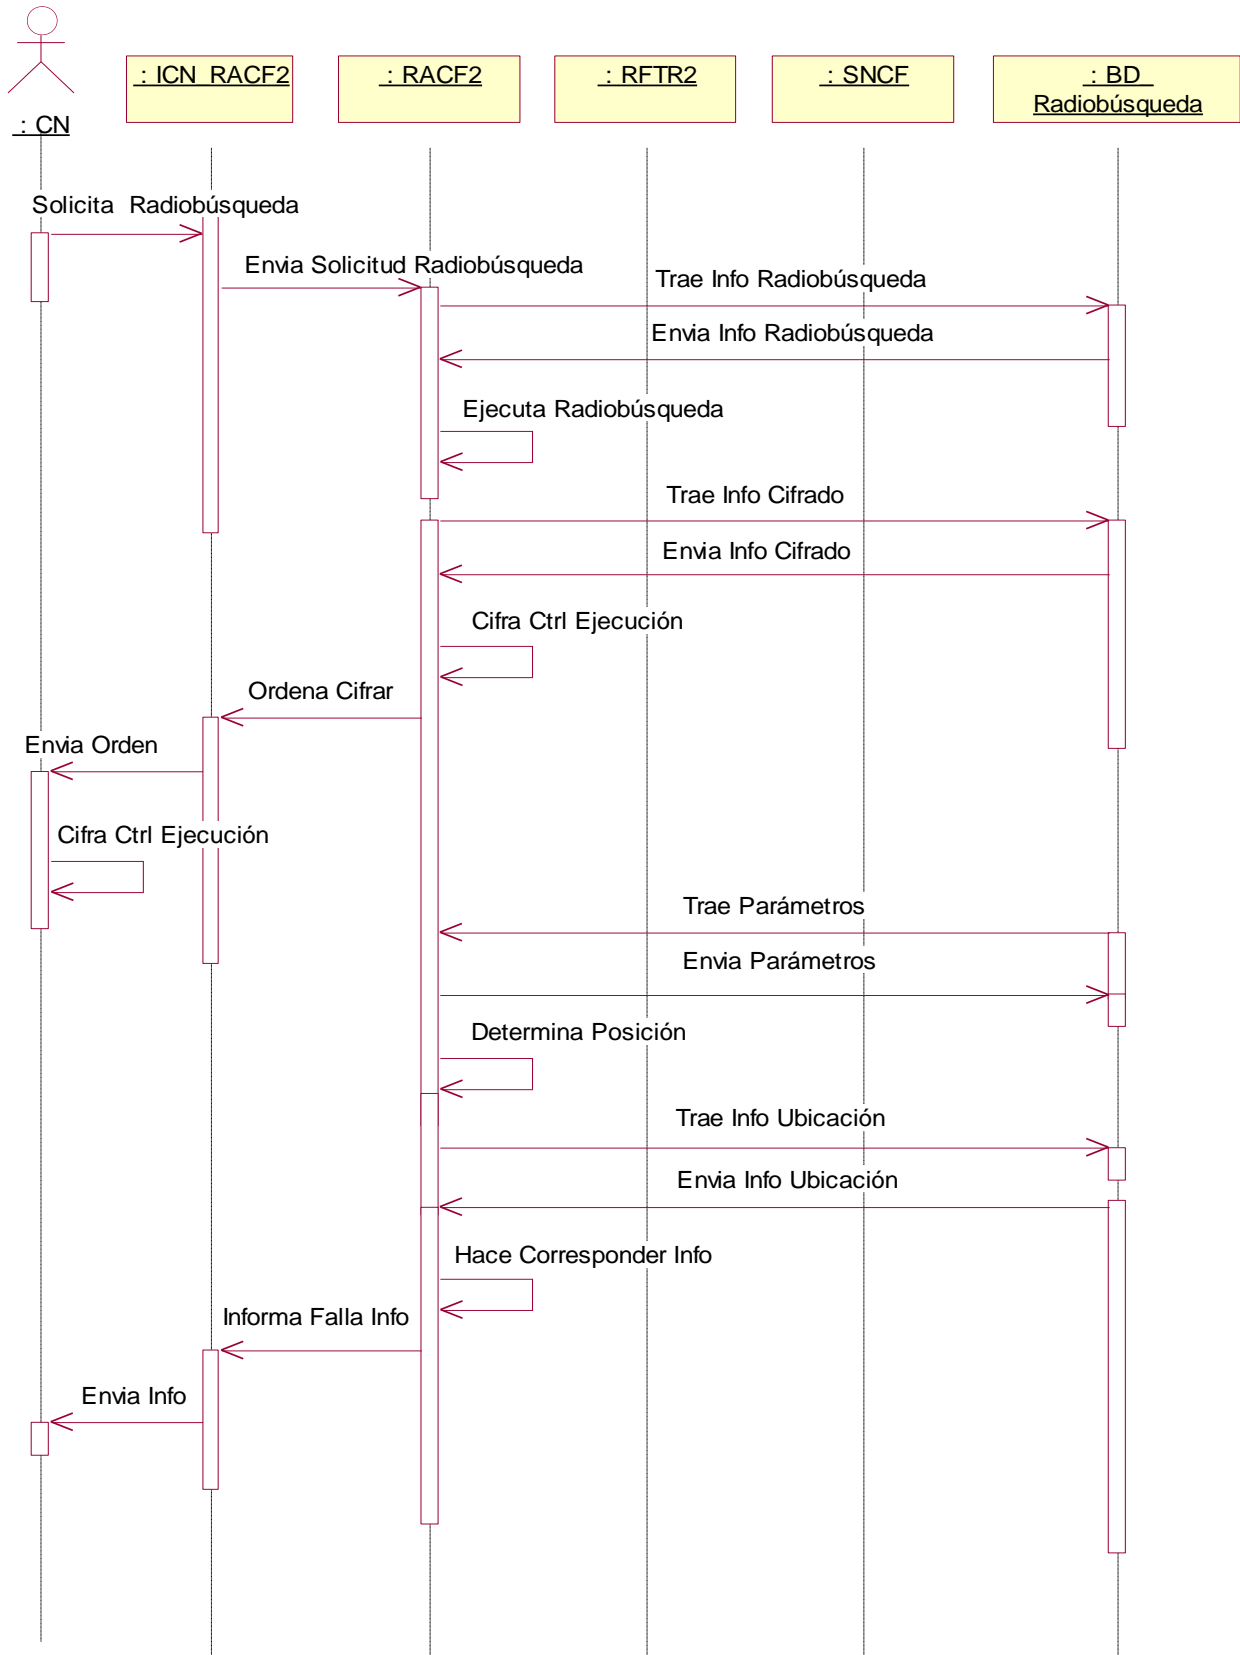 : CN
: ICN_RACF2
: RACF2
: RFTR2
: SNCF
: BD_
Radiobúsqueda
Solicita Radiobúsqueda
Envia Solicitud Radiobúsqueda
Trae Info Radiobúsqueda
Envia Info Radiobúsqueda
Ejecuta Radiobúsqueda
Trae Info Cifrado
Envia Info Cifrado
Cifra Ctrl Ejecución
Ordena Cifrar
Envia Orden
Cifra Ctrl Ejecución
Trae Parámetros
Envia Parámetros
Determina Posición
Trae Info Ubicación
Envia Info Ubicación
Hace Corresponder Info
Informa Falla Info
Envia Info